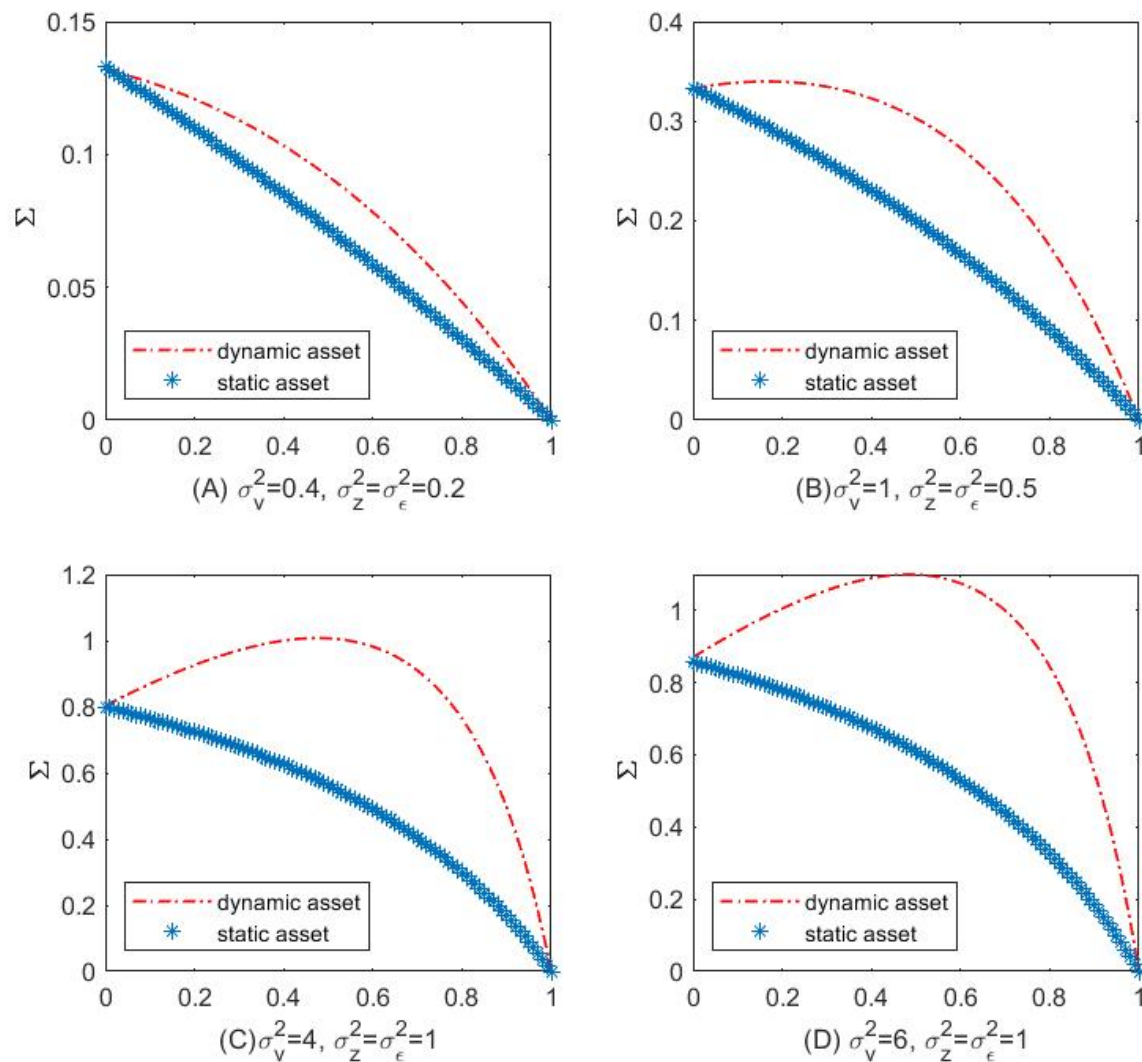 0.15
0.1
0.05
0
Σ
dynamic asset
static asset
0 0.2 0.4 0.6 0.8 1
(A) σ_v^2=0.4, σ_z^2=σ_ϵ^2=0.2
0.4
0.3
0.2
0.1
0
Σ
dynamic asset
static asset
0 0.2 0.4 0.6 0.8 1
(B)σ_v^2=1, σ_z^2=σ_ϵ^2=0.5
1.2
1
0.8
0.6
0.4
0.2
0
Σ
dynamic asset
static asset
0 0.2 0.4 0.6 0.8 1
(C)σ_v^2=4, σ_z^2=σ_ϵ^2=1
1
0.8
0.6
0.4
0.2
0
Σ
dynamic asset
static asset
0 0.2 0.4 0.6 0.8 1
(D) σ_v^2=6, σ_z^2=σ_ϵ^2=1